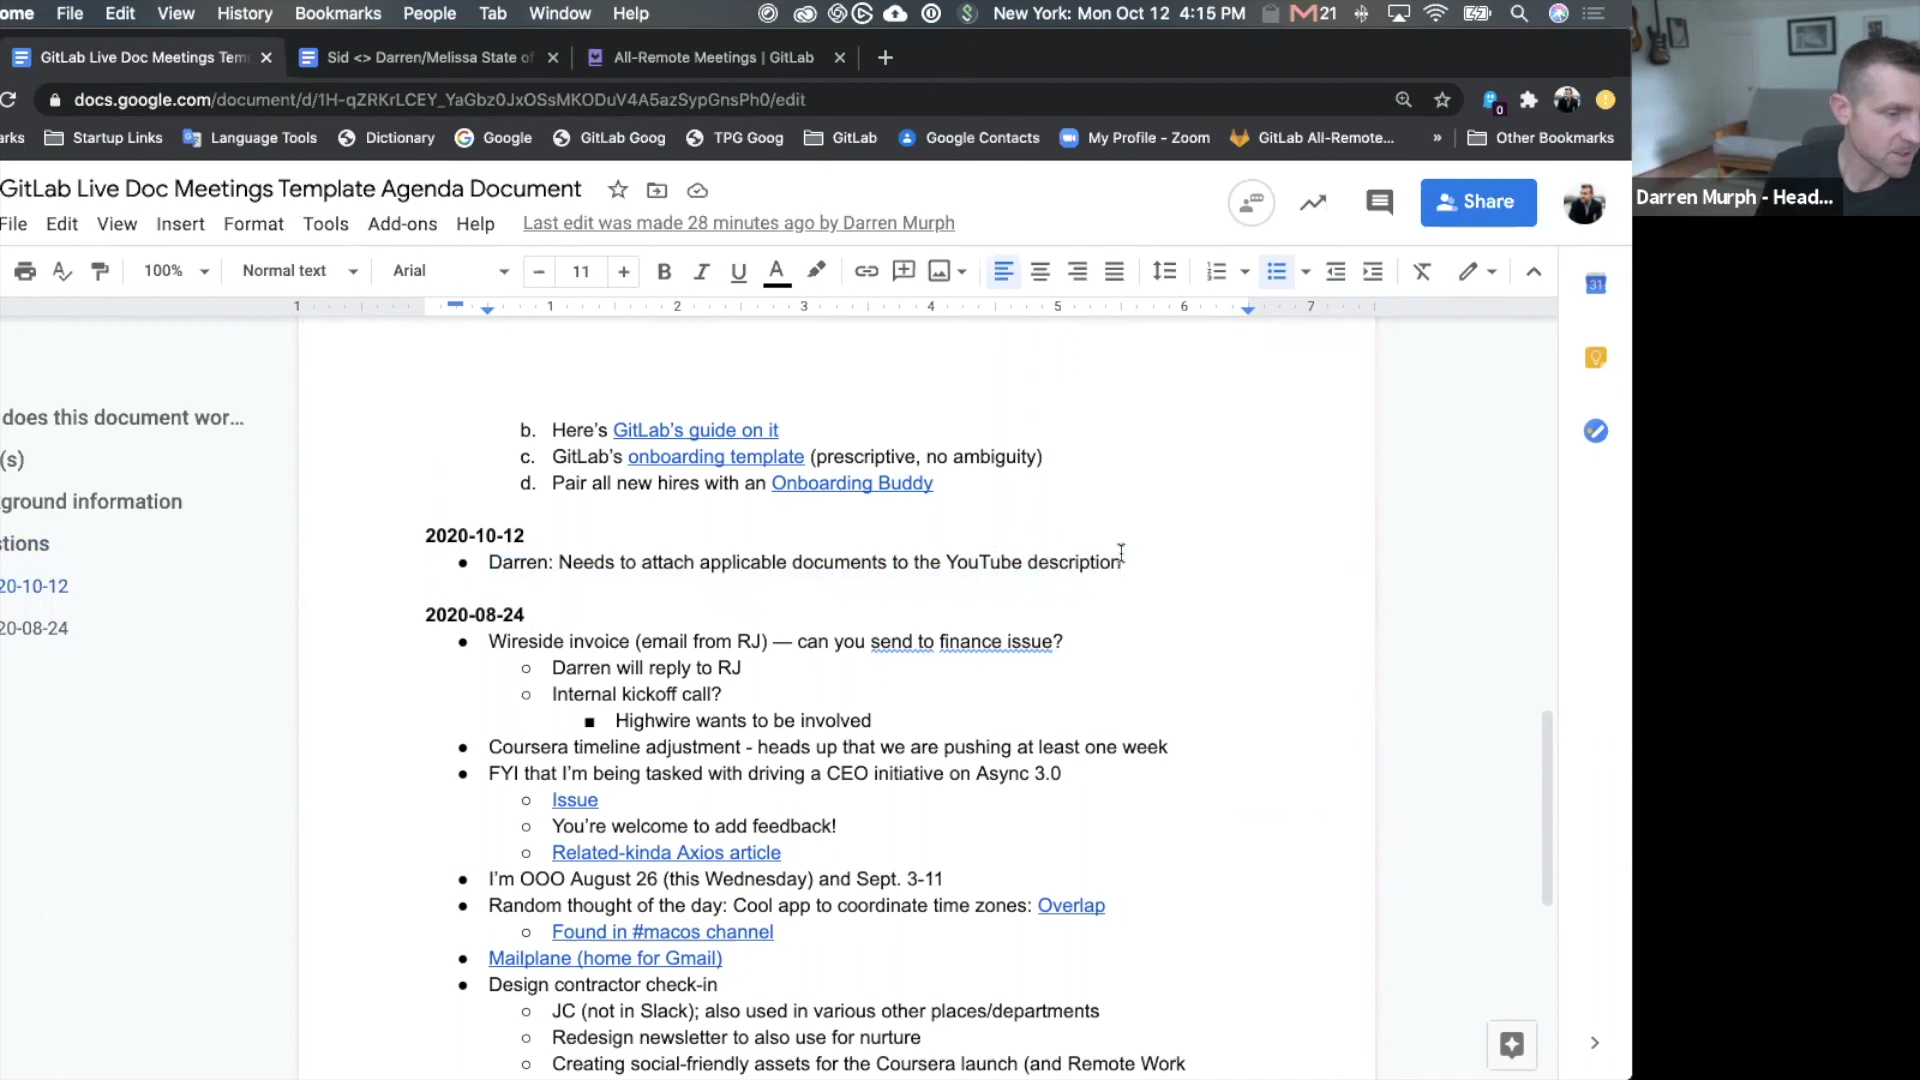 ome File Edit View History Bookmarks People Tab Window Help New York: Mon Oct 12 4:15 PM 21
GitLab Live Doc Meetings Tem Sid <> Darren/Melissa State of All-Remote Meetings | GitLab
docs.google.com/document/d/1H-qZRKrLCEY_YaGbz0JxOSsMKODuV4A5azSypGnsPh0/edit 0
arks Startup Links Language Tools Dictionary Google GitLab Goog TPG Goog GitLab Google Contacts My Profile - Zoom GitLab All-Remote... » Other Bookmarks
Darren Murph - Head...
GitLab Live Doc Meetings Template Agenda Document
Share
File Edit View Insert Format Tools Add-ons Help Last edit was made 28 minutes ago by Darren Murph
100% Normal text Arial 11 B I U A
31
1 1 2 3 4 5 6 7
does this document wor...
(s)
ground information
stions
20-10-12
20-08-24
b. Here's GitLab's guide on it
c. GitLab's onboarding template (prescriptive, no ambiguity)
d. Pair all new hires with an Onboarding Buddy
2020-10-12
● Darren: Needs to attach applicable documents to the YouTube description
2020-08-24
● Wireside invoice (email from RJ) — can you send to finance issue?
○ Darren will reply to RJ
○ Internal kickoff call?
■ Highwire wants to be involved
● Coursera timeline adjustment - heads up that we are pushing at least one week
● FYI that I'm being tasked with driving a CEO initiative on Async 3.0
○ Issue
○ You're welcome to add feedback!
○ Related-kinda Axios article
● I'm OOO August 26 (this Wednesday) and Sept. 3-11
● Random thought of the day: Cool app to coordinate time zones: Overlap
○ Found in #macos channel
● Mailplane (home for Gmail)
● Design contractor check-in
○ JC (not in Slack); also used in various other places/departments
○ Redesign newsletter to also use for nurture
○ Creating social-friendly assets for the Coursera launch (and Remote Work